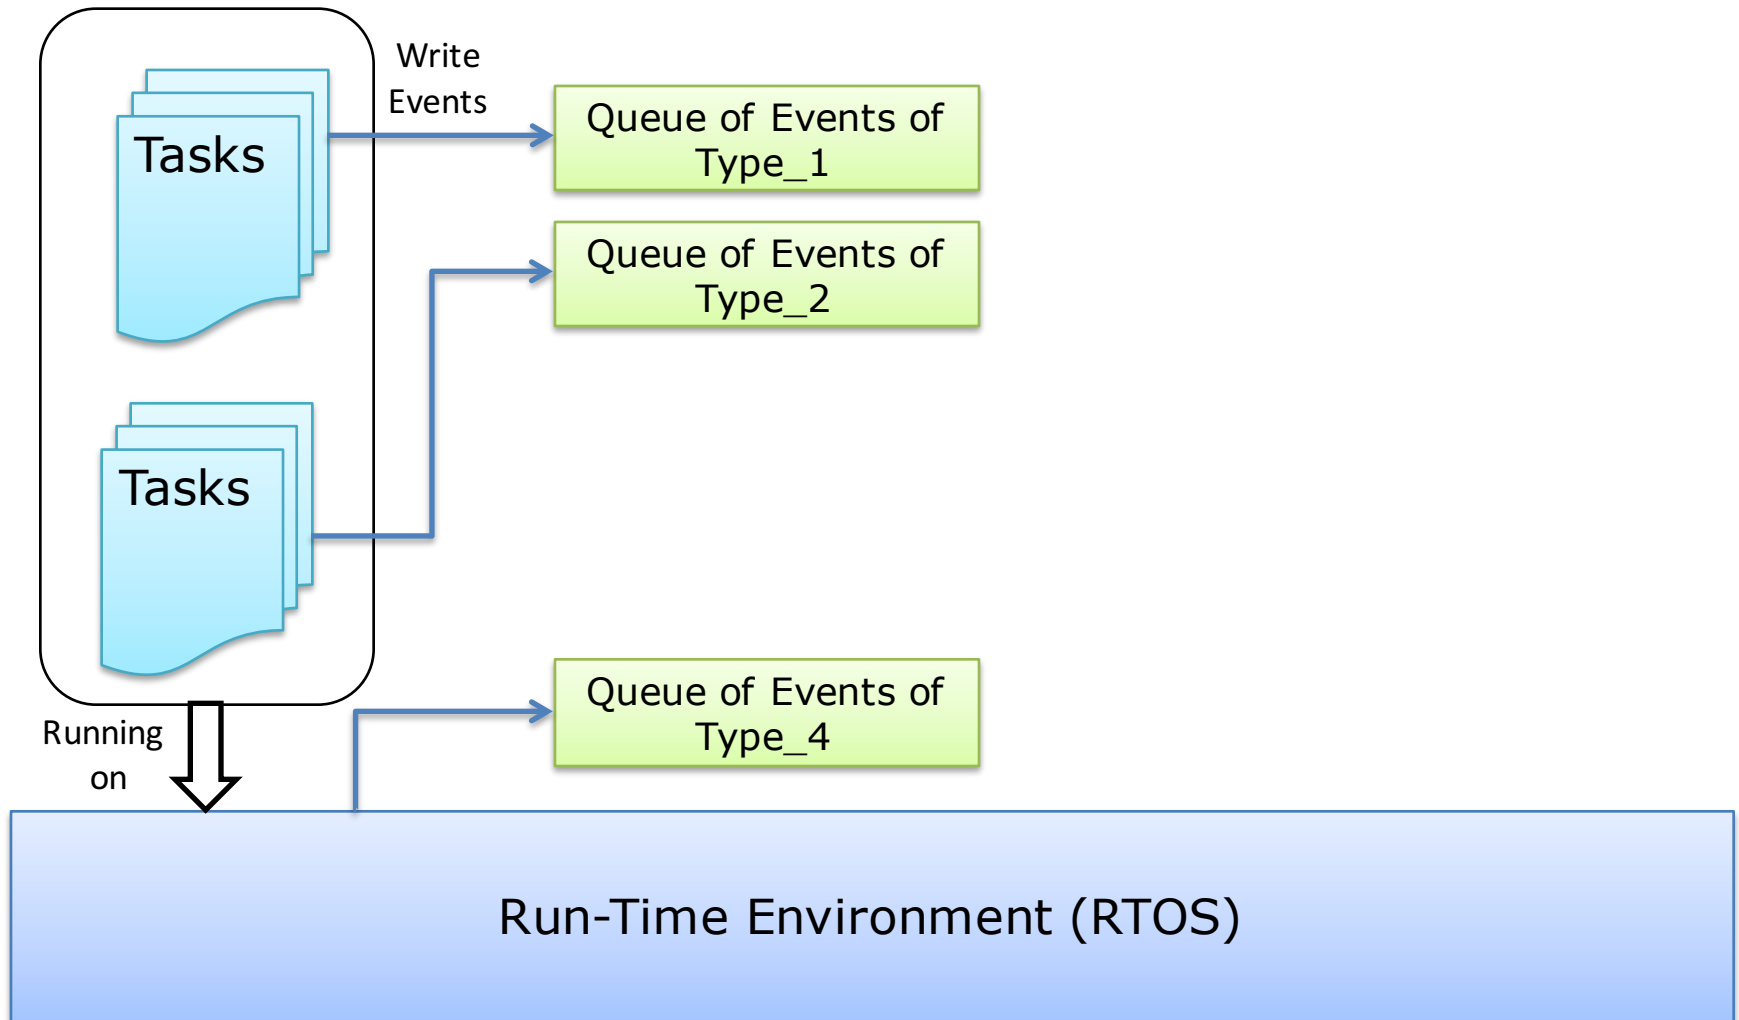 Write
Events
Tasks
Queue of Events of
Type_1
Queue of Events of
Type_2
Tasks
Queue of Events of
Type_4
Running
on
Run-Time Environment (RTOS)